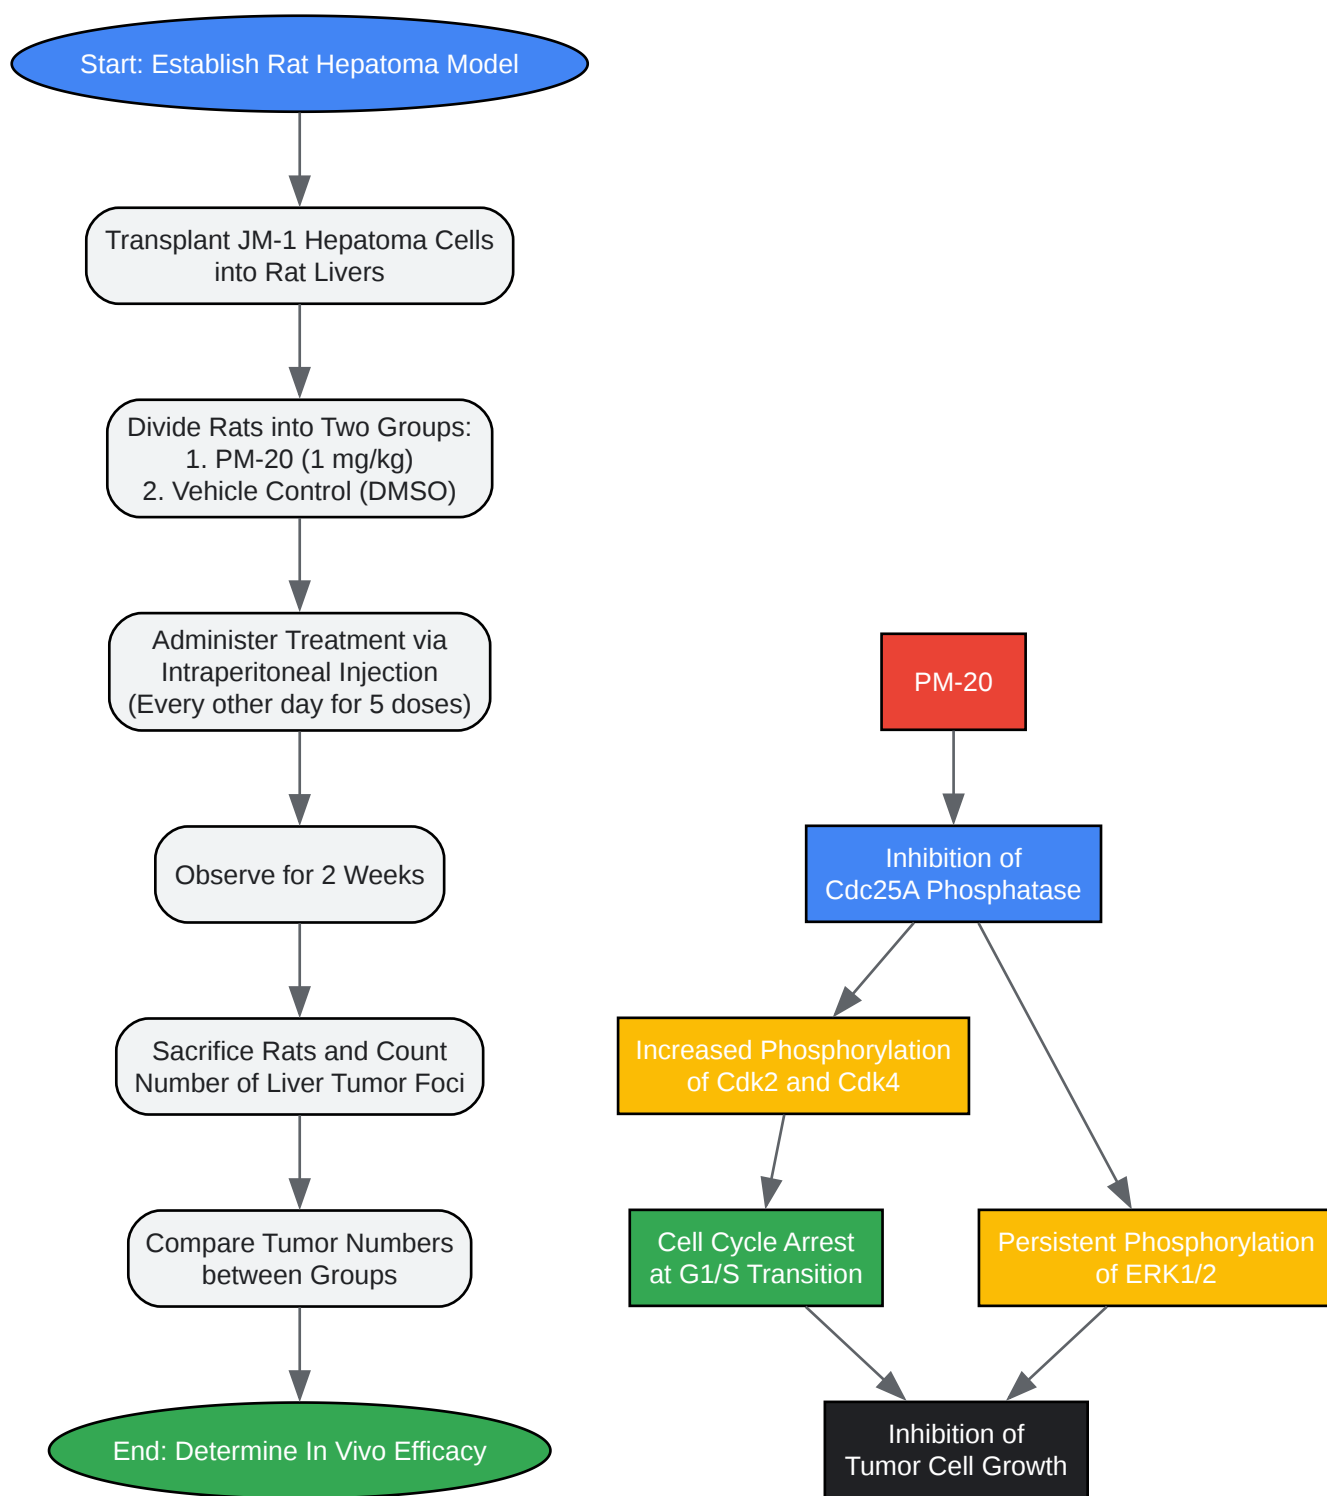 Start: Establish Rat Hepatoma Model
Transplant JM-1 Hepatoma Cells
into Rat Livers
Divide Rats into Two Groups:
1. PM-20 (1 mg/kg)
2. Vehicle Control (DMSO)
Administer Treatment via
Intraperitoneal Injection
(Every other day for 5 doses)
Observe for 2 Weeks
Sacrifice Rats and Count
Number of Liver Tumor Foci
Compare Tumor Numbers
between Groups
End: Determine In Vivo Efficacy
PM-20
Inhibition of
Cdc25A Phosphatase
Increased Phosphorylation
of Cdk2 and Cdk4
Cell Cycle Arrest
at G1/S Transition
Persistent Phosphorylation
of ERK1/2
Inhibition of
Tumor Cell Growth